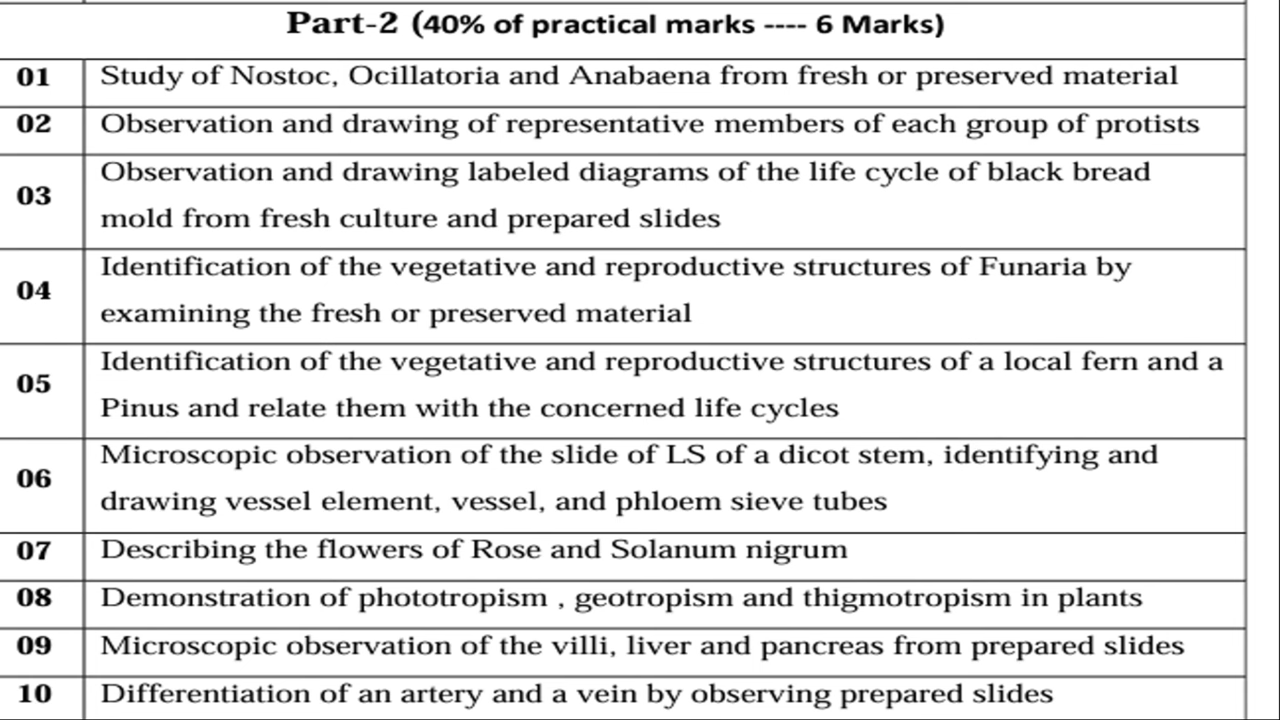 Part-2 (40% of practical marks ---- 6 Marks)
01 Study of Nostoc, Ocillatoria and Anabaena from fresh or preserved material
02 Observation and drawing of representative members of each group of protists
03 Observation and drawing labeled diagrams of the life cycle of black bread
mold from fresh culture and prepared slides
04 Identification of the vegetative and reproductive structures of Funaria by
examining the fresh or preserved material
05 Identification of the vegetative and reproductive structures of a local fern and a
Pinus and relate them with the concerned life cycles
06 Microscopic observation of the slide of LS of a dicot stem, identifying and
drawing vessel element, vessel, and phloem sieve tubes
07 Describing the flowers of Rose and Solanum nigrum
08 Demonstration of phototropism , geotropism and thigmotropism in plants
09 Microscopic observation of the villi, liver and pancreas from prepared slides
10 Differentiation of an artery and a vein by observing prepared slides